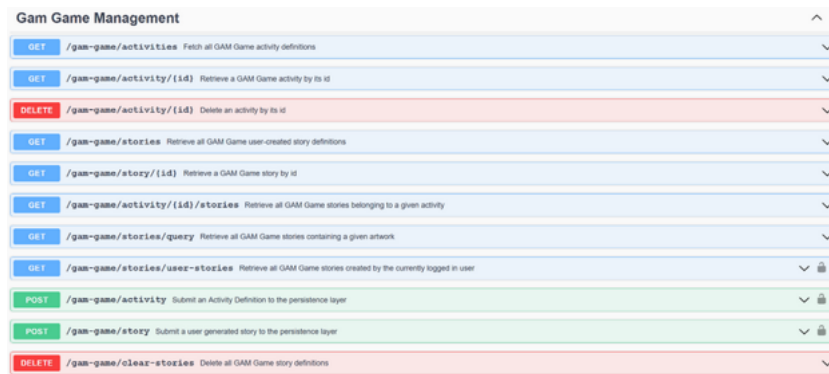 Gam Game Management
GET /gam-game/activities Fetch all GAM Game activity definitions
GET /gam-game/activity/{id} Retrieve a GAM Game activity by its id
DELETE /gam-game/activity/{id} Delete an activity by its id
GET /gam-game/stories Retrieve all GAM Game user-created story definitions
GET /gam-game/story/{id} Retrieve a GAM Game story by id
GET /gam-game/activity/{id}/stories Retrieve all GAM Game stories belonging to a given activity
GET /gam-game/stories/query Retrieve all GAM Game stories containing a given artwork
GET /gam-game/stories/user-stories Retrieve all GAM Game stories created by the currently logged in user
POST /gam-game/activity Submit an Activity Definition to the persistence layer
POST /gam-game/story Submit a user generated story to the persistence layer
DELETE /gam-game/clear-stories Delete all GAM Game story definitions